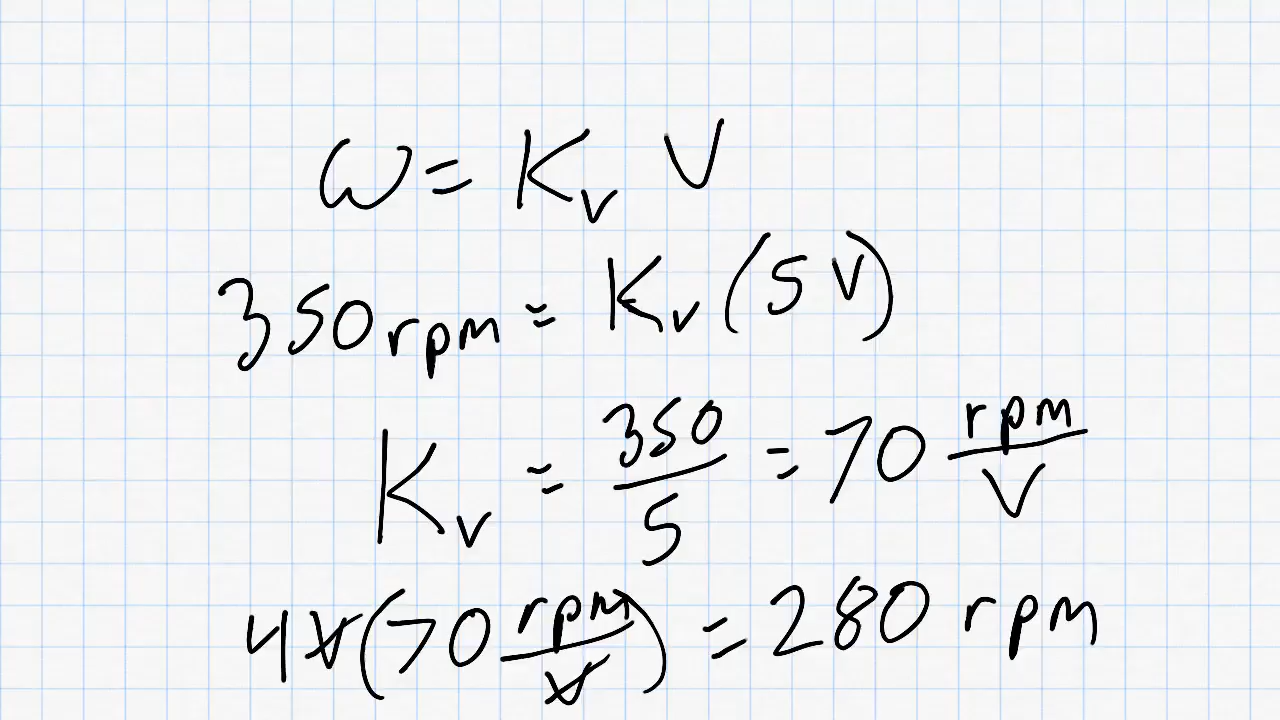 ω = Kv V
350 rpm = Kv (5 V)
Kv = 350/5 = 70 rpm/V
4V(70 rpm/V) = 280 rpm